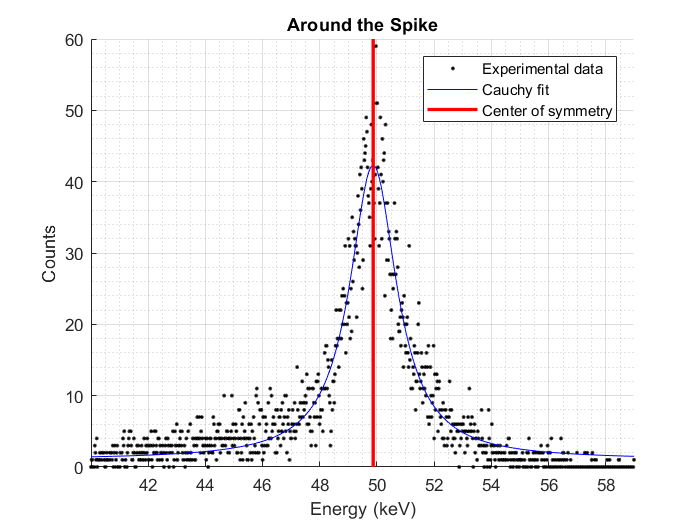 Around the Spike
60
50
40
30
20
10
0
Counts
Experimental data
Cauchy fit
Center of symmetry
42 44 46 48 50 52 54 56 58
Energy (keV)